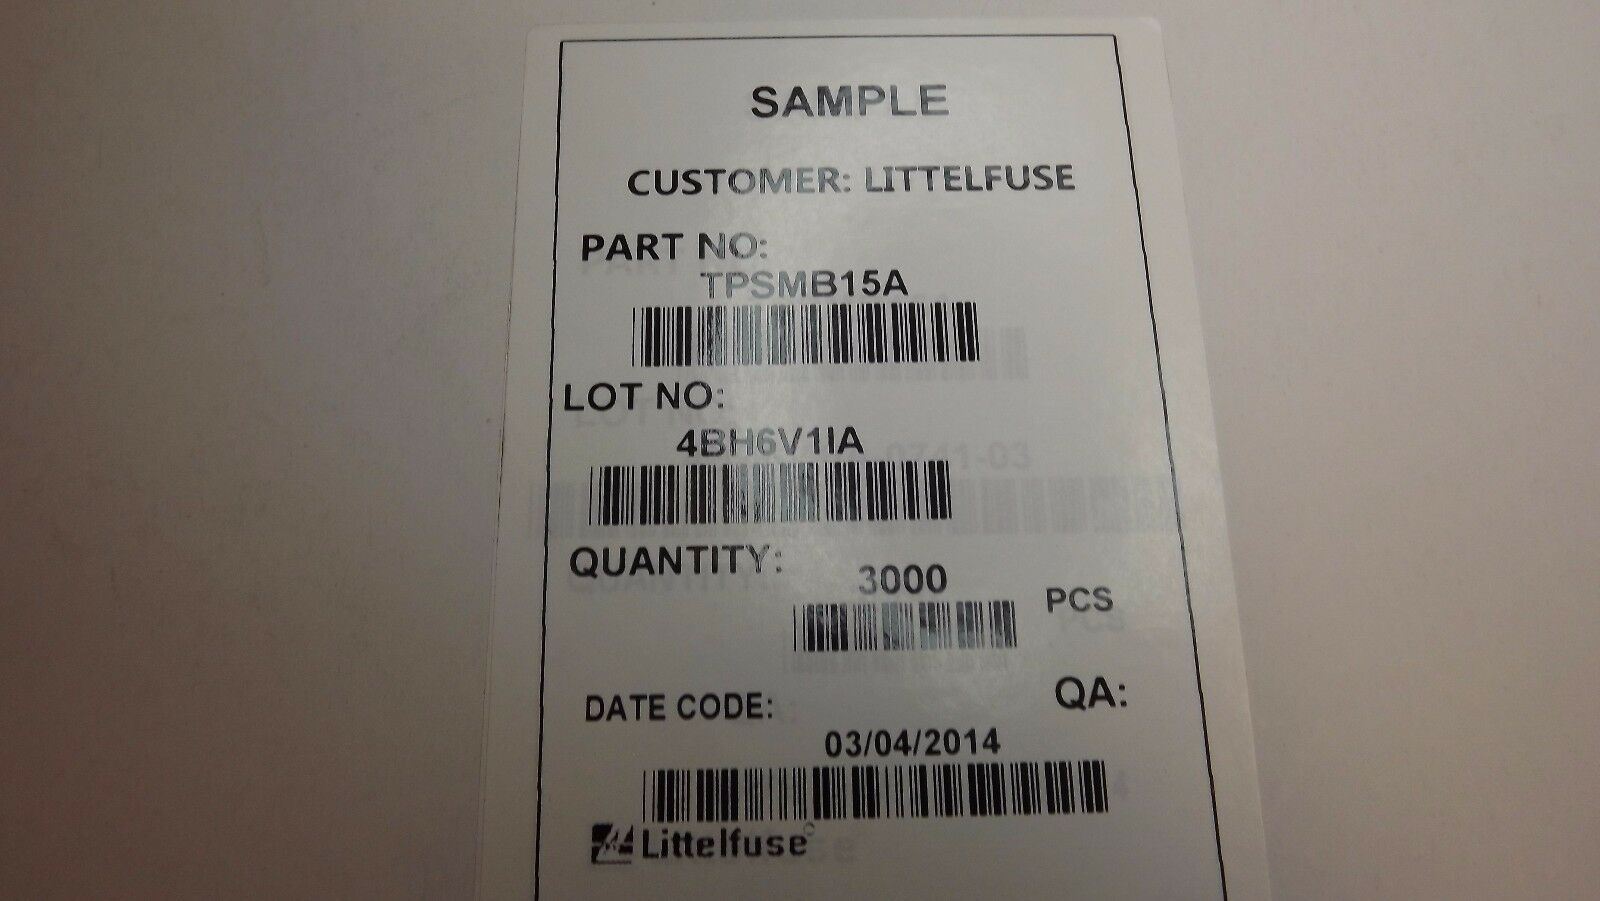 SAMPLE
CUSTOMER: LITTELFUSE
PART NO:
TPSMB15A
LOT NO:
4BH6V1IA
QUANTITY:
3000
PCS
QA:
DATE CODE:
03/04/2014
Littelfuse